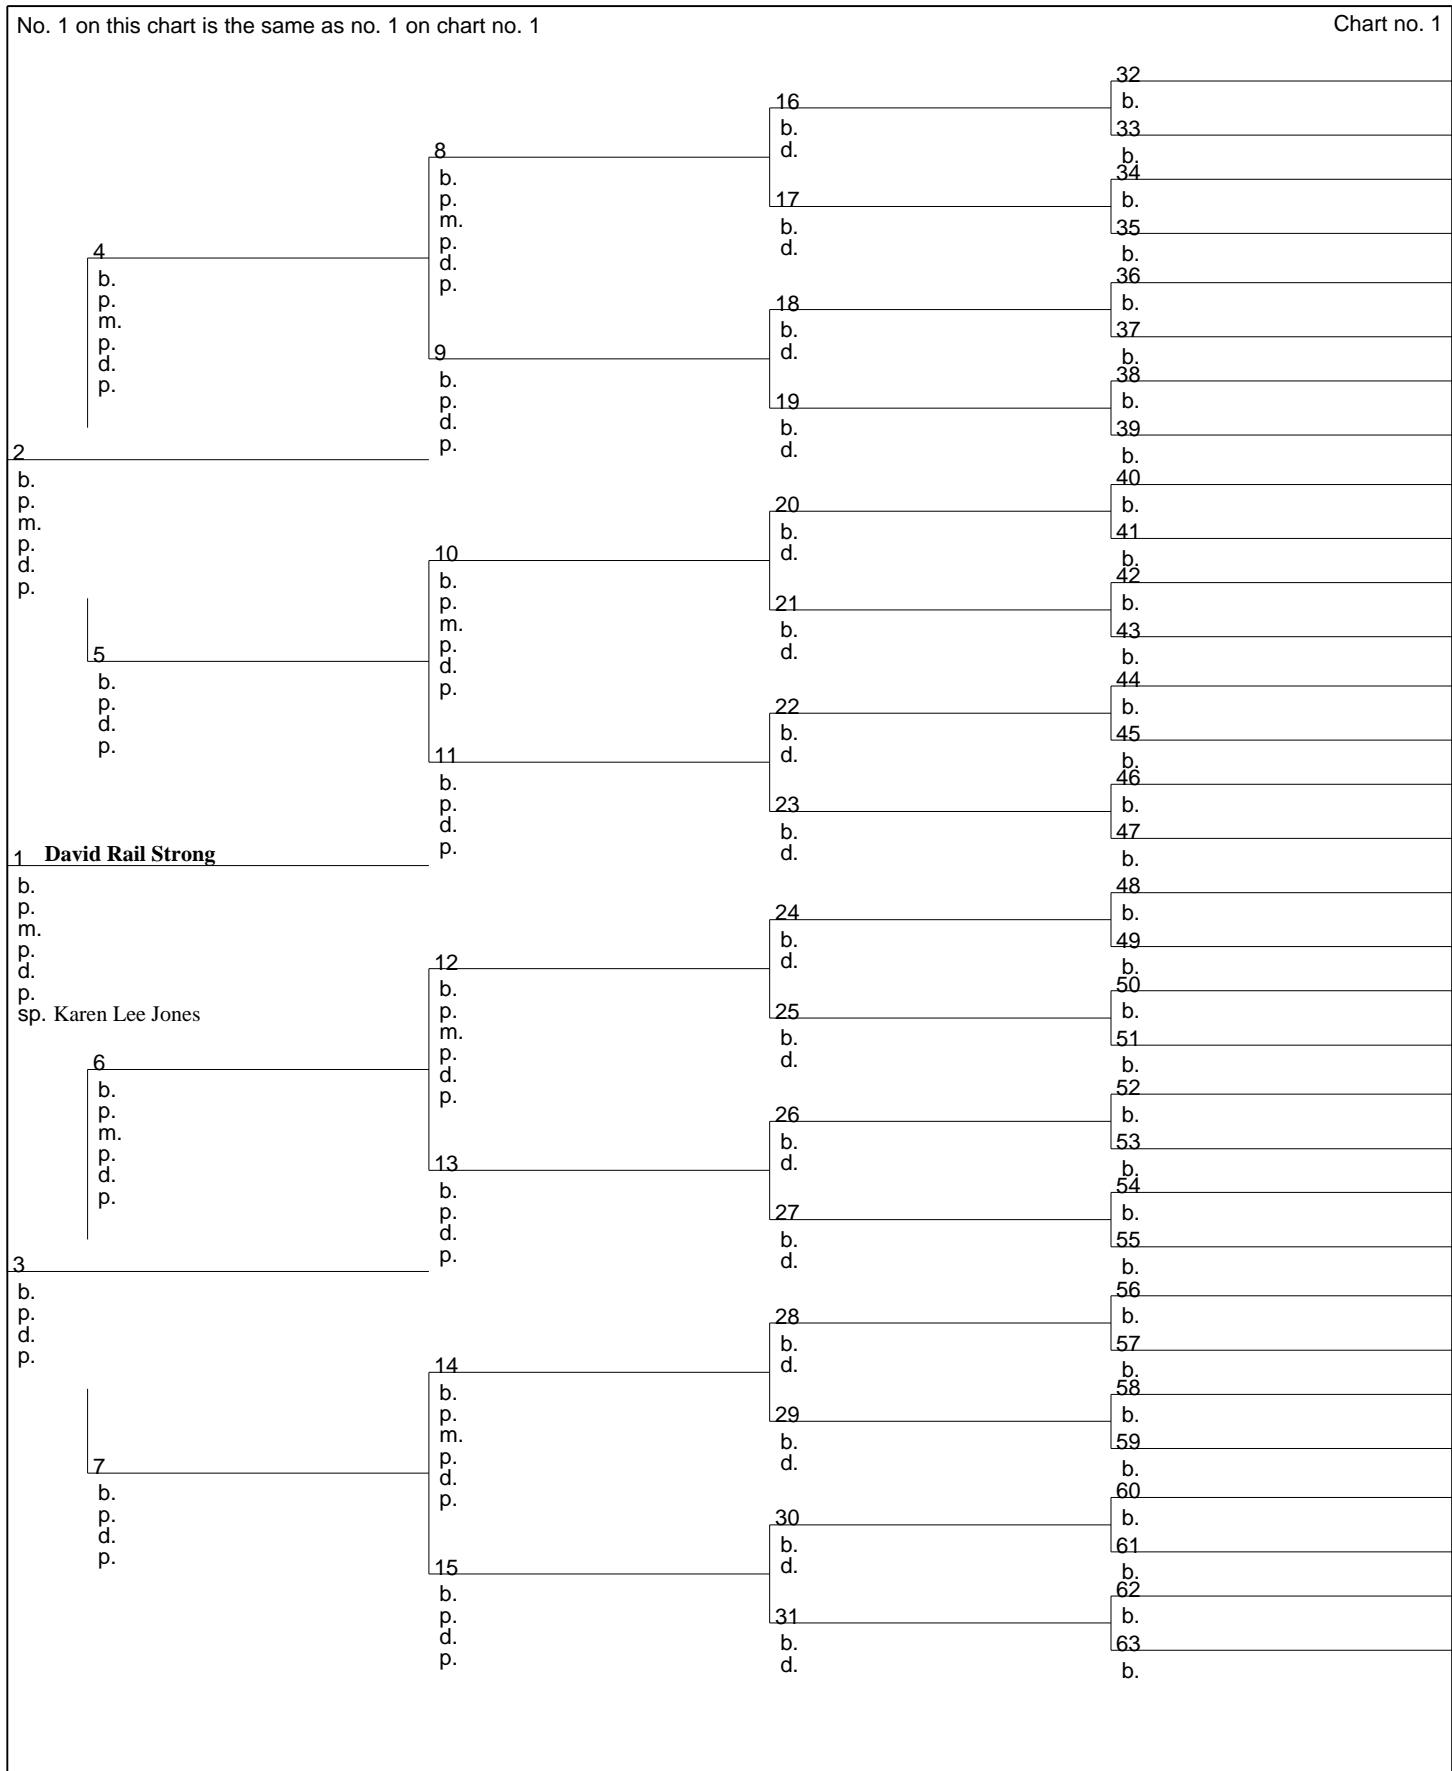 No. 1 on this chart is the same as no. 1 on chart no. 1
Chart no. 1
2
b.
p.
m.
p.
d.
p.
1 David Rail Strong
b.
p.
m.
p.
d.
p.
sp. Karen Lee Jones
3
b.
p.
d.
p.
4
b.
p.
m.
p.
d.
p.
5
b.
p.
d.
p.
6
b.
p.
m.
p.
d.
p.
7
b.
p.
d.
p.
8
b.
p.
m.
p.
d.
p.
9
b.
p.
d.
p.
10
b.
p.
m.
p.
d.
p.
11
b.
p.
d.
p.
12
b.
p.
m.
p.
d.
p.
13
b.
p.
d.
p.
14
b.
p.
m.
p.
d.
p.
15
b.
p.
d.
p.
16
b.
d.
17
b.
d.
18
b.
d.
19
b.
d.
20
b.
d.
21
b.
d.
22
b.
d.
23
b.
d.
24
b.
d.
25
b.
d.
26
b.
d.
27
b.
d.
28
b.
d.
29
b.
d.
30
b.
d.
31
b.
d.
32
b.
33
b.
34
b.
35
b.
36
b.
37
b.
38
b.
39
b.
40
b.
41
b.
42
b.
43
b.
44
b.
45
b.
46
b.
47
b.
48
b.
49
b.
50
b.
51
b.
52
b.
53
b.
54
b.
55
b.
56
b.
57
b.
58
b.
59
b.
60
b.
61
b.
62
b.
63
b.